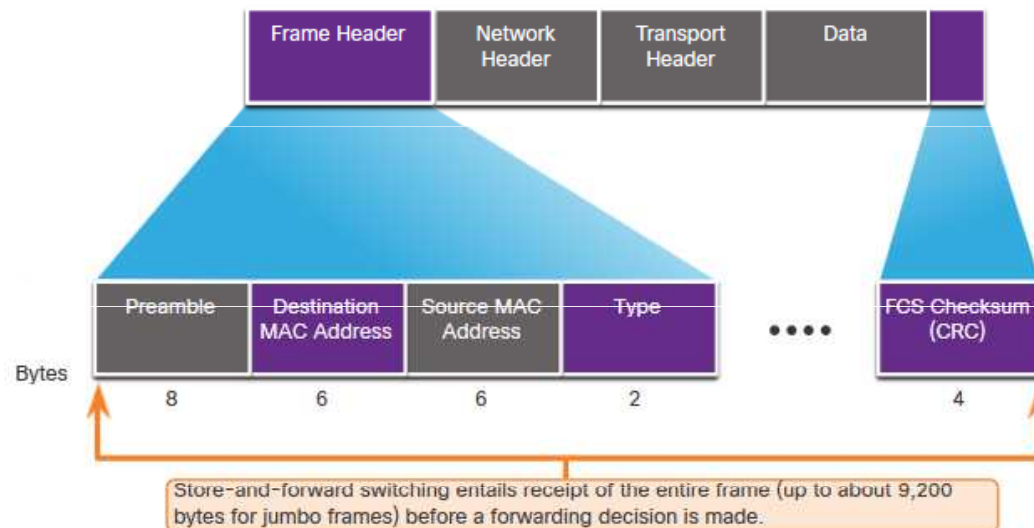 Frame Header
Network
Header
Transport
Header
Data
Preamble
Destination
MAC Address
Source MAC
Address
Type
FCS Checksum
(CRC)
Bytes
8
6
6
2
4
Store-and-forward switching entails receipt of the entire frame (up to about 9,200
bytes for jumbo frames) before a forwarding decision is made.